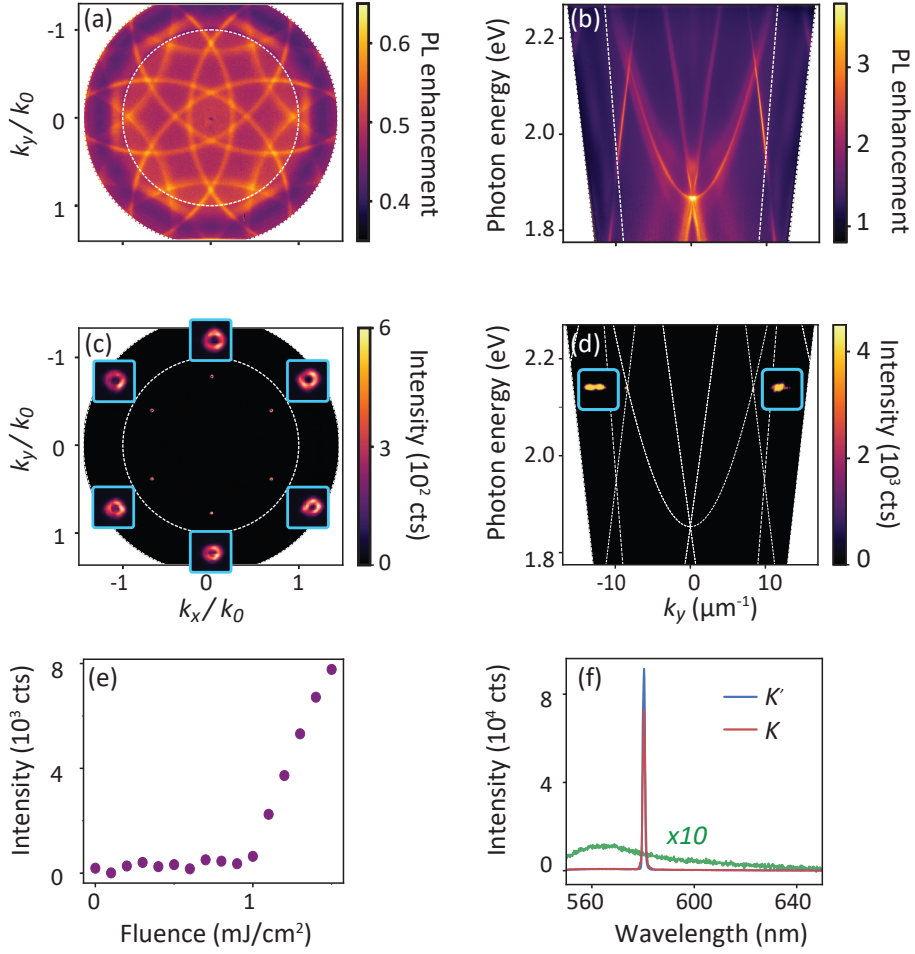 (a)
-1
0
1
k_y / k_0
0.6
0.5
0.4
PL enhancement
(b)
2.2
2.0
1.8
Photon energy (eV)
3
2
1
PL enhancement
(c)
-1
0
1
k_y / k_0
-1 0 1
k_x / k_0
6
3
0
Intensity (10² cts)
(d)
2.2
2.0
1.8
Photon energy (eV)
-10 0 10
k_y (µm⁻¹)
4
2
0
Intensity (10³ cts)
(e)
8
4
0
Intensity (10³ cts)
0 1
Fluence (mJ/cm²)
(f)
8
4
0
Intensity (10⁴ cts)
K′
K
x10
560 600 640
Wavelength (nm)